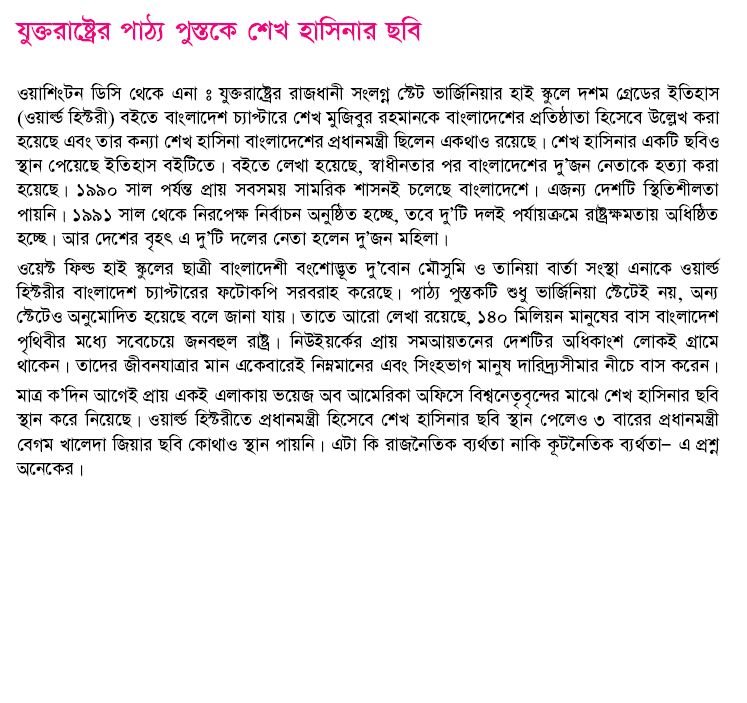 যুক্তরাষ্ট্রের পাঠ্য পুস্তকে শেখ হাসিনার ছবি
ওয়াশিংটন ডিসি থেকে এনা ঃ যুক্তরাষ্ট্রের রাজধানী সংলগ্ন স্টেট ভার্জিনিয়ার হাই স্কুলে দশম গ্রেডের ইতিহাস
(ওয়ার্ল্ড হিস্টরী) বইতে বাংলাদেশ চ্যাপ্টারে শেখ মুজিবুর রহমানকে বাংলাদেশের প্রতিষ্ঠাতা হিসেবে উল্লেখ করা
হয়েছে এবং তার কন্যা শেখ হাসিনা বাংলাদেশের প্রধানমন্ত্রী ছিলেন একথাও রয়েছে। শেখ হাসিনার একটি ছবিও
স্থান পেয়েছে ইতিহাস বইটিতে। বইতে লেখা হয়েছে, স্বাধীনতার পর বাংলাদেশের দু’জন নেতাকে হত্যা করা
হয়েছে। ১৯৯০ সাল পর্যন্ত প্রায় সবসময় সামরিক শাসনই চলেছে বাংলাদেশে। এজন্য দেশটি স্থিতিশীলতা
পায়নি। ১৯৯১ সাল থেকে নিরপেক্ষ নির্বাচন অনুষ্ঠিত হচ্ছে, তবে দু’টি দলই পর্যায়ক্রমে রাষ্ট্রক্ষমতায় অধিষ্ঠিত
হচ্ছে। আর দেশের বৃহৎ এ দু’টি দলের নেতা হলেন দু’জন মহিলা।
ওয়েস্ট ফিল্ড হাই স্কুলের ছাত্রী বাংলাদেশী বংশোদ্ভূত দু’বোন মৌসুমি ও তানিয়া বার্তা সংস্থা এনাকে ওয়ার্ল্ড
হিস্টরীর বাংলাদেশ চ্যাপ্টারের ফটোকপি সরবরাহ করেছে। পাঠ্য পুস্তকটি শুধু ভার্জিনিয়া স্টেটেই নয়, অন্য
স্টেটেও অনুমোদিত হয়েছে বলে জানা যায়। তাতে আরো লেখা রয়েছে, ১৪০ মিলিয়ন মানুষের বাস বাংলাদেশ
পৃথিবীর মধ্যে সবেচেয়ে জনবহুল রাষ্ট্র। নিউইয়র্কের প্রায় সমআয়তনের দেশটির অধিকাংশ লোকই গ্রামে
থাকেন। তাদের জীবনযাত্রার মান একেবারেই নিম্নমানের এবং সিংহভাগ মানুষ দারিদ্র্যসীমার নীচে বাস করেন।
মাত্র ক’দিন আগেই প্রায় একই এলাকায় ভয়েজ অব আমেরিকা অফিসে বিশ্বনেতৃবৃন্দের মাঝে শেখ হাসিনার ছবি
স্থান করে নিয়েছে। ওয়ার্ল্ড হিস্টরীতে প্রধানমন্ত্রী হিসেবে শেখ হাসিনার ছবি স্থান পেলেও ৩ বারের প্রধানমন্ত্রী
বেগম খালেদা জিয়ার ছবি কোথাও স্থান পায়নি। এটা কি রাজনৈতিক ব্যর্থতা নাকি কূটনৈতিক ব্যর্থতা– এ প্রশ্ন
অনেকের।